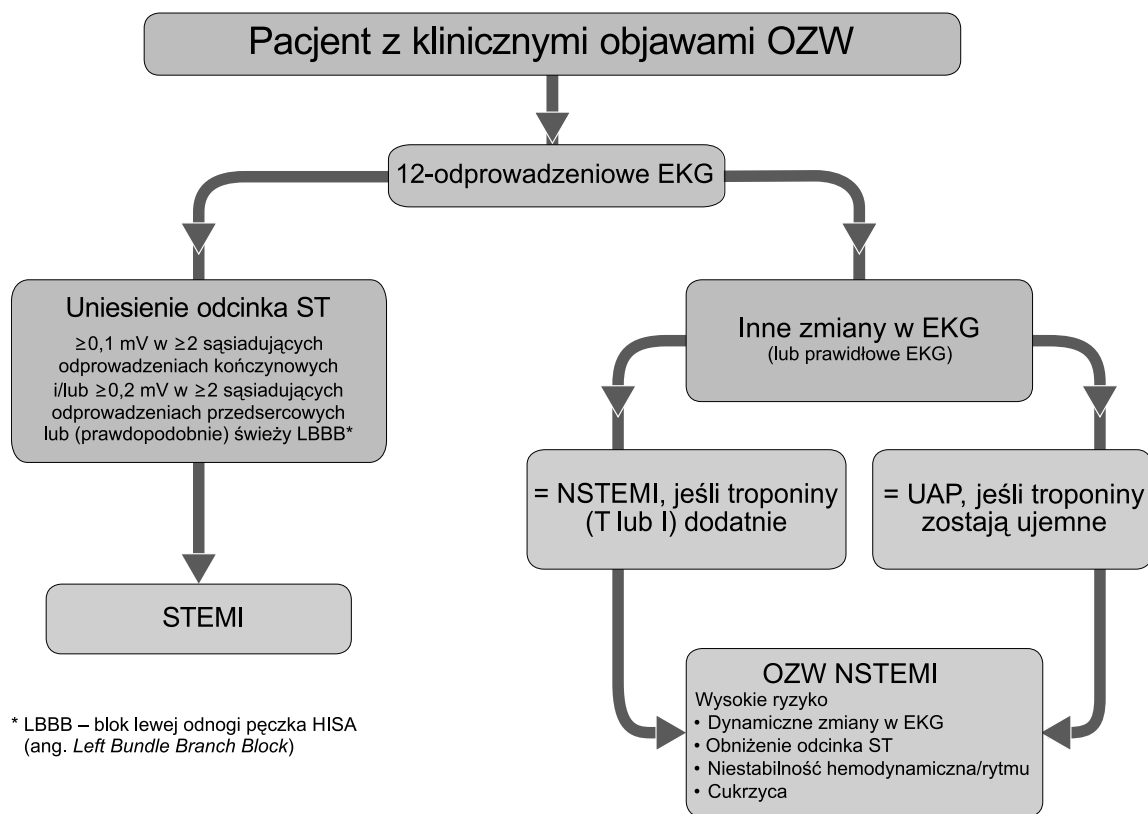 Pacjent z klinicznymi objawami OZW
12-odprowadzeniowe EKG
Uniesienie odcinka ST
≥0,1 mV w ≥2 sąsiadujących
odprowadzeniach kończynowych
i/lub ≥0,2 mV w ≥2 sąsiadujących
odprowadzeniach przedsercowych
lub (prawdopodobnie) świeży LBBB*
STEMI
* LBBB – blok lewej odnogi pęczka HISA
(ang. Left Bundle Branch Block)
Inne zmiany w EKG
(lub prawidłowe EKG)
= NSTEMI, jeśli troponiny
(T lub I) dodatnie
= UAP, jeśli troponiny
zostają ujemne
OZW NSTEMI
Wysokie ryzyko
• Dynamiczne zmiany w EKG
• Obniżenie odcinka ST
• Niestabilność hemodynamiczna/rytmu
• Cukrzyca